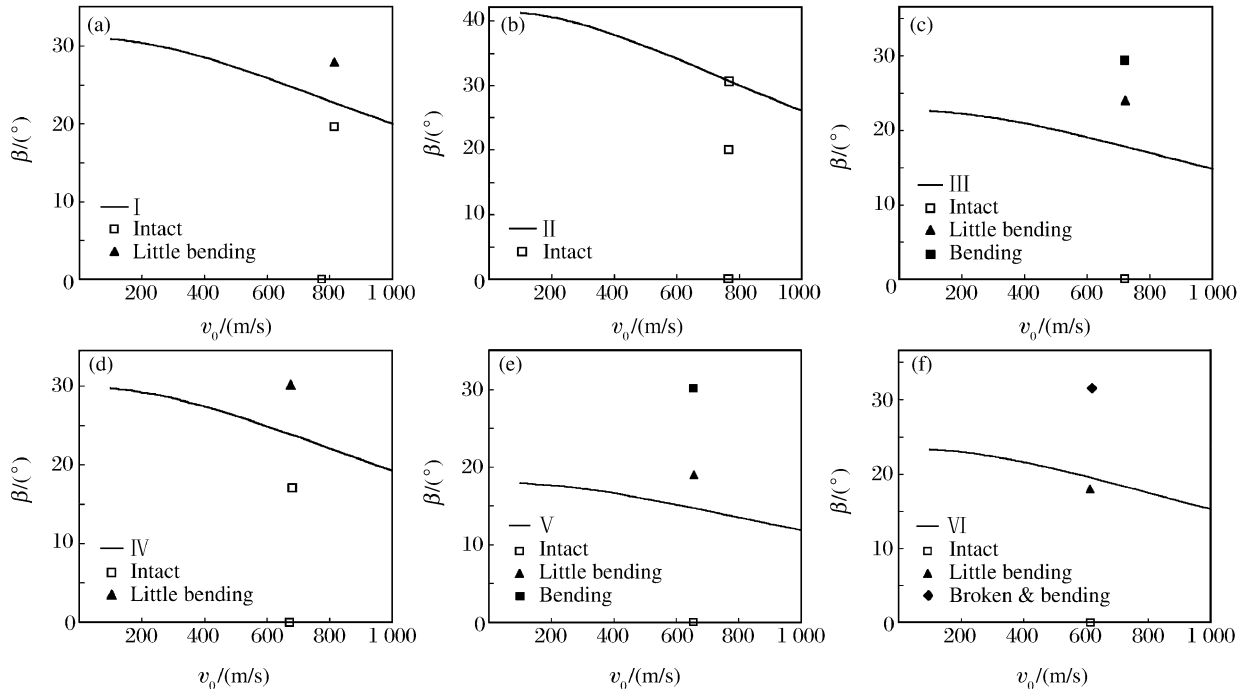 (a)
30
20
10
0
β/(°)
I
Intact
Little bending
200 400 600 800 1 000
v0/(m/s)
(b)
40
30
20
10
0
β/(°)
II
Intact
200 400 600 800 1000
v0/(m/s)
(c)
30
20
10
0
β/(°)
III
Intact
Little bending
Bending
200 400 600 800 1 000
v0/(m/s)
(d)
30
20
10
0
β/(°)
IV
Intact
Little bending
200 400 600 800 1 000
v0/(m/s)
(e)
30
20
10
0
β/(°)
V
Intact
Little bending
Bending
200 400 600 800 1000
v0/(m/s)
(f)
30
20
10
0
β/(°)
VI
Intact
Little bending
Broken & bending
200 400 600 800 1 000
v0/(m/s)